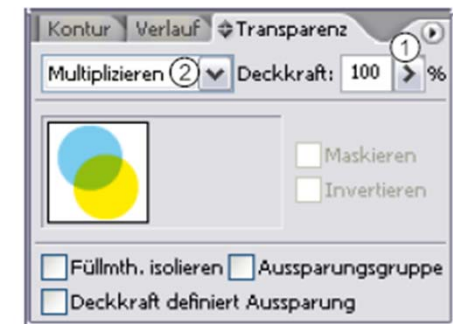 Kontur Verlauf Transparenz
1
Multiplizieren 2 Deckkraft: 100 > %
Maskieren
Invertieren
Füllmth. isolieren Aussparungsgruppe
Deckkraft definiert Aussparung